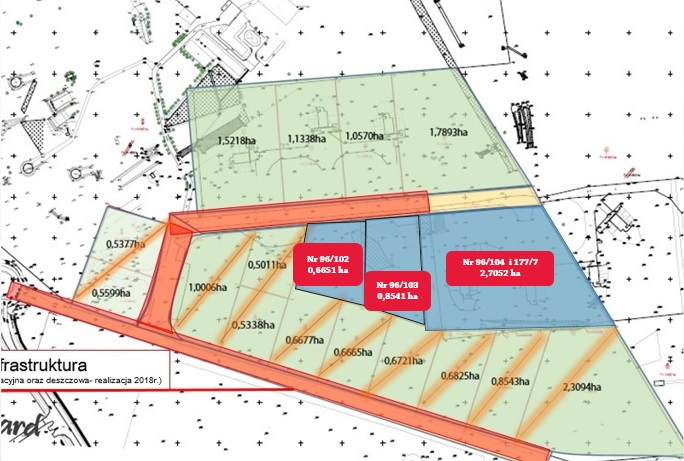 1,5218ha
1,1338ha
1,0570ha
1,7893ha
0,5377ha
0,5599ha
1,0006ha
0,5011ha
Nr 96/102
0,6651 ha
Nr 96/103
0,8541 ha
Nr 96/104 i 177/7
2,7052 ha
0,5338ha
0,6677ha
0,6665ha
0,6721ha
0,6825ha
0,8543ha
2,3094ha
frastruktura
acyjna oraz deszczowa- realizacja 2018r.)
ard